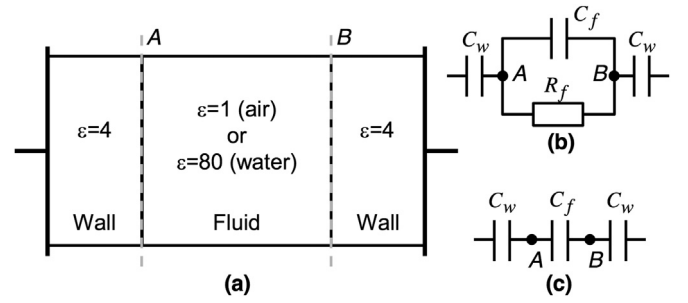 A B
ε=4
ε=1 (air)
or
ε=80 (water)
ε=4
Wall Fluid Wall
(a)
C_f
C_w C_w
A B
R_f
(b)
C_w C_f C_w
A B
(c)